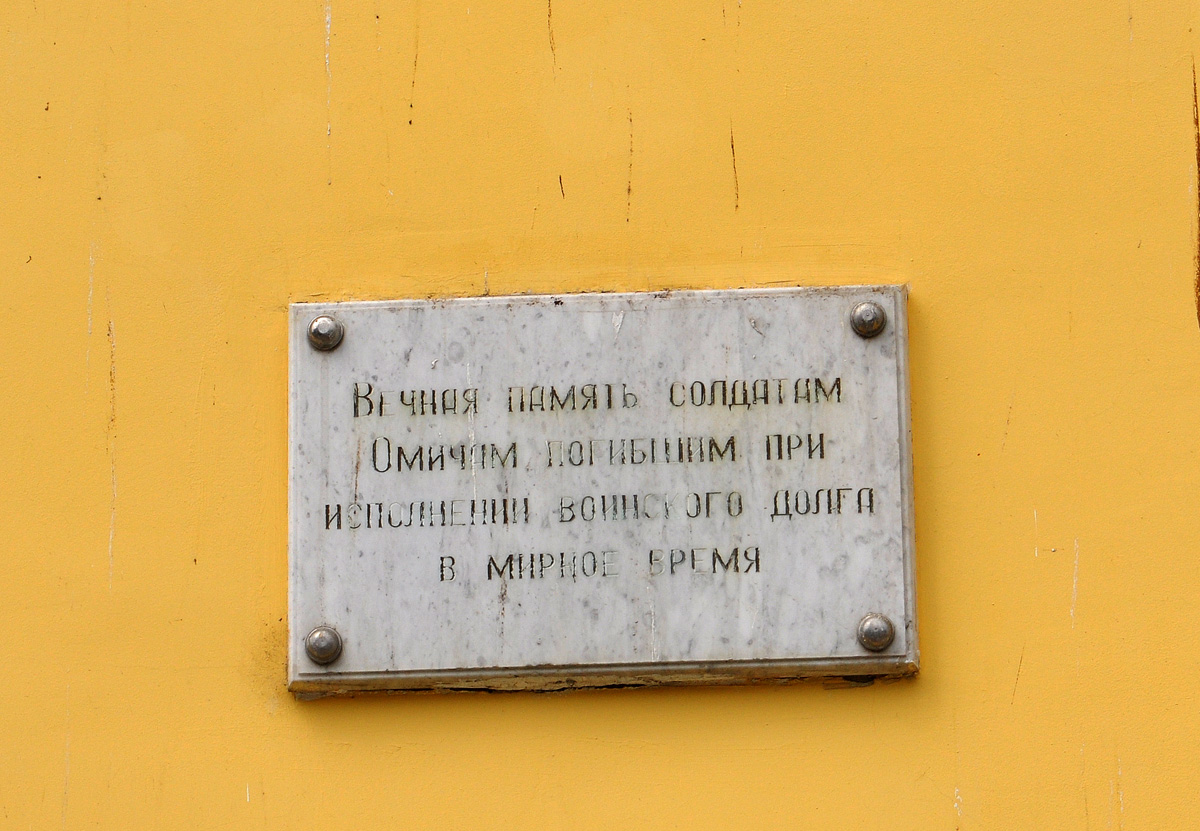 Вечная память солдатам
Омичам погибшим при
исполнении воинского долга
в мирное время